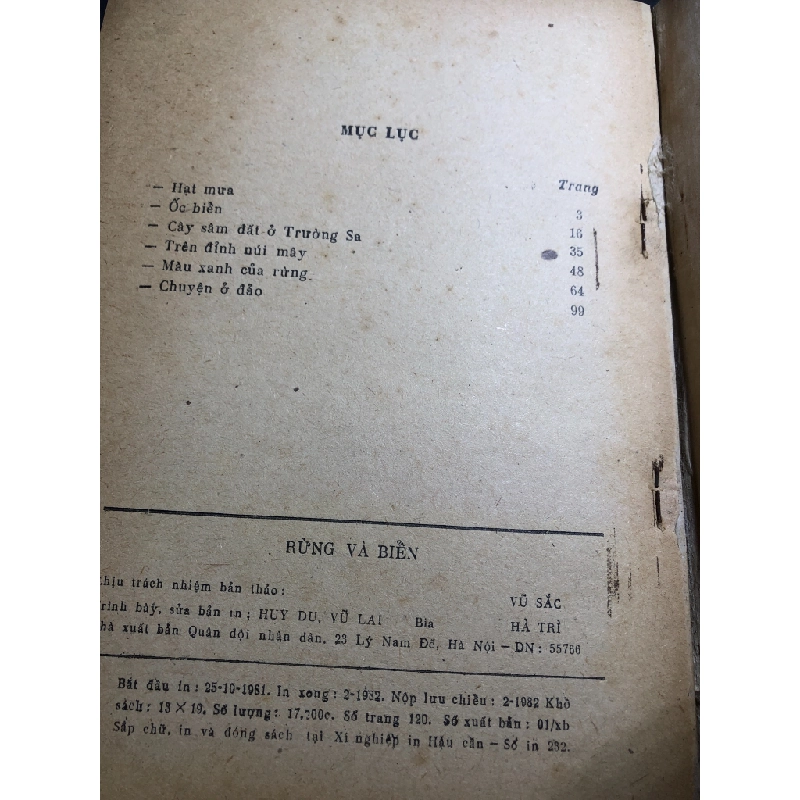 MỤC LỤC
Trang
— Hạt mưa 3
— Ốc biển 16
— Cây sâm đất ở Trường Sa 35
— Trên đỉnh núi mây 48
— Màu xanh của rừng 64
— Chuyện ở đảo 99
RỪNG VÀ BIỂN
hịu trách nhiệm bản thảo: VŨ SẮC
rình bày, sửa bản in: HUY DU, VŨ LAI Bìa HÀ TRÌ
hà xuất bản Quân đội nhân dân, 23 Lý Nam Đế, Hà Nội — DN: 55766
Bắt đầu in: 25-10-1981. In xong: 2-1982. Nộp lưu chiểu: 2-1982 Khổ
sách: 13 × 19. Số lượng: 17.200c. Số trang 120. Số xuất bản: 01/xb
Sắp chữ, in và đóng sách tại Xí nghiệp in Hậu cần — Số in 232.